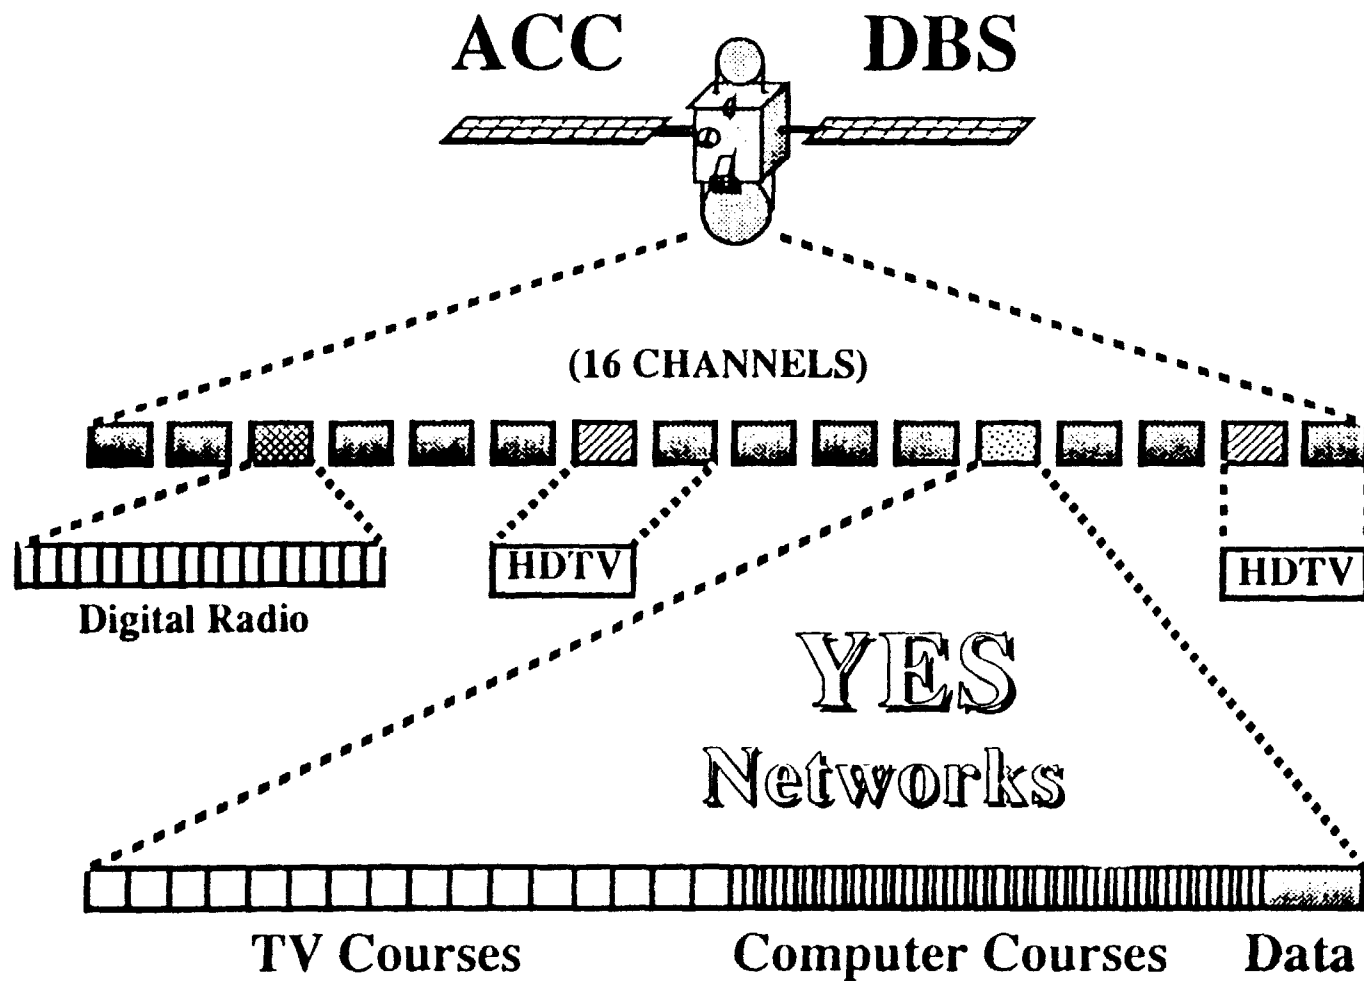 ACC DBS
(16 CHANNELS)
HDTV HDTV
Digital Radio
YES
Networks
TV Courses Computer Courses Data